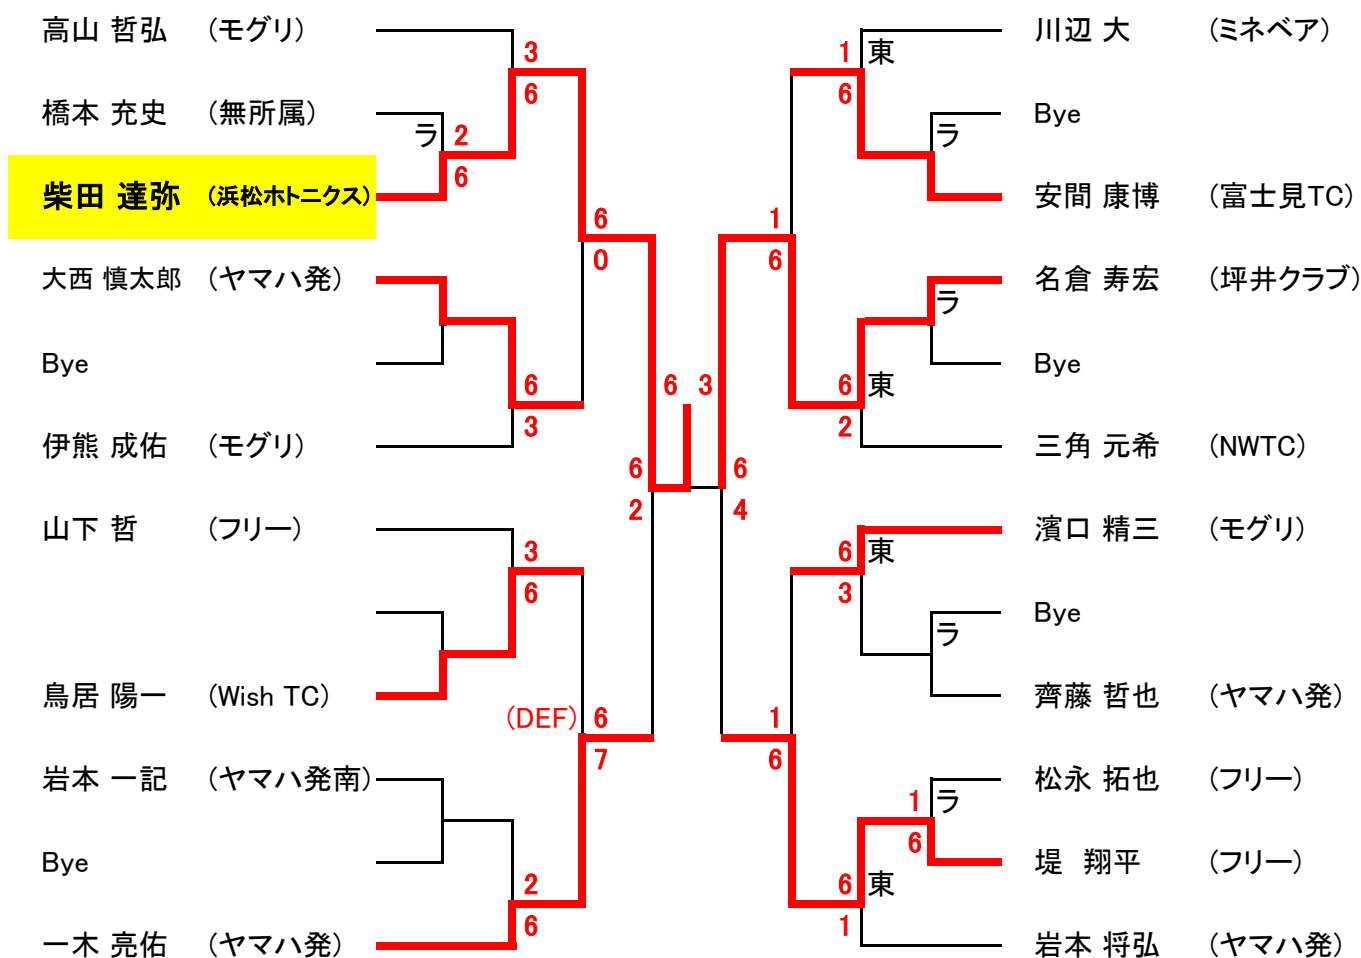 高山 哲弘 (モグリ)
3
6
橋本 充史 (無所属)
ラ 2
6
柴田 達弥 (浜松ホトニクス)
6
0
大西 慎太郎 (ヤマハ発)
Bye
6
3
伊熊 成佑 (モグリ)
6
2
山下 哲 (フリー)
3
6
鳥居 陽一 (Wish TC)
(DEF) 6
7
岩本 一記 (ヤマハ発南)
Bye
2
6
一木 亮佑 (ヤマハ発)
6 3
川辺 大 (ミネベア)
1 東
6
Bye
ラ
安間 康博 (富士見TC)
1
6
名倉 寿宏 (坪井クラブ)
ラ
Bye
6 東
2
三角 元希 (NWTC)
6
4
濱口 精三 (モグリ)
6 東
3
Bye
ラ
齊藤 哲也 (ヤマハ発)
1
6
松永 拓也 (フリー)
1 ラ
6
堤 翔平 (フリー)
6 東
1
岩本 将弘 (ヤマハ発)